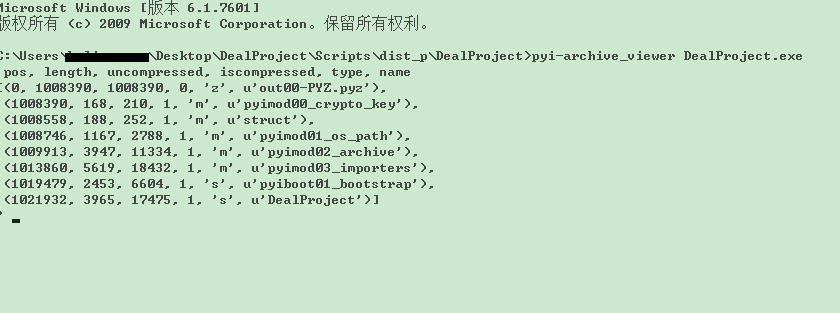 Microsoft Windows [版本 6.1.7601]
版权所有 (c) 2009 Microsoft Corporation。保留所有权利。
C:\Users\ \Desktop\DealProject\Scripts\dist_p\DealProject>pyi-archive_viewer DealProject.exe
pos, length, uncompressed, iscompressed, type, name
[(0, 1008390, 1008390, 0, 'z', u'out00-PYZ.pyz'),
(1008390, 168, 210, 1, 'm', u'pyimod00_crypto_key'),
(1008558, 188, 252, 1, 'm', u'struct'),
(1008746, 1167, 2788, 1, 'm', u'pyimod01_os_path'),
(1009913, 3947, 11334, 1, 'm', u'pyimod02_archive'),
(1013860, 5619, 18432, 1, 'm', u'pyimod03_importers'),
(1019479, 2453, 6604, 1, 's', u'pyiboot01_bootstrap'),
(1021932, 3965, 17475, 1, 's', u'DealProject')]
?